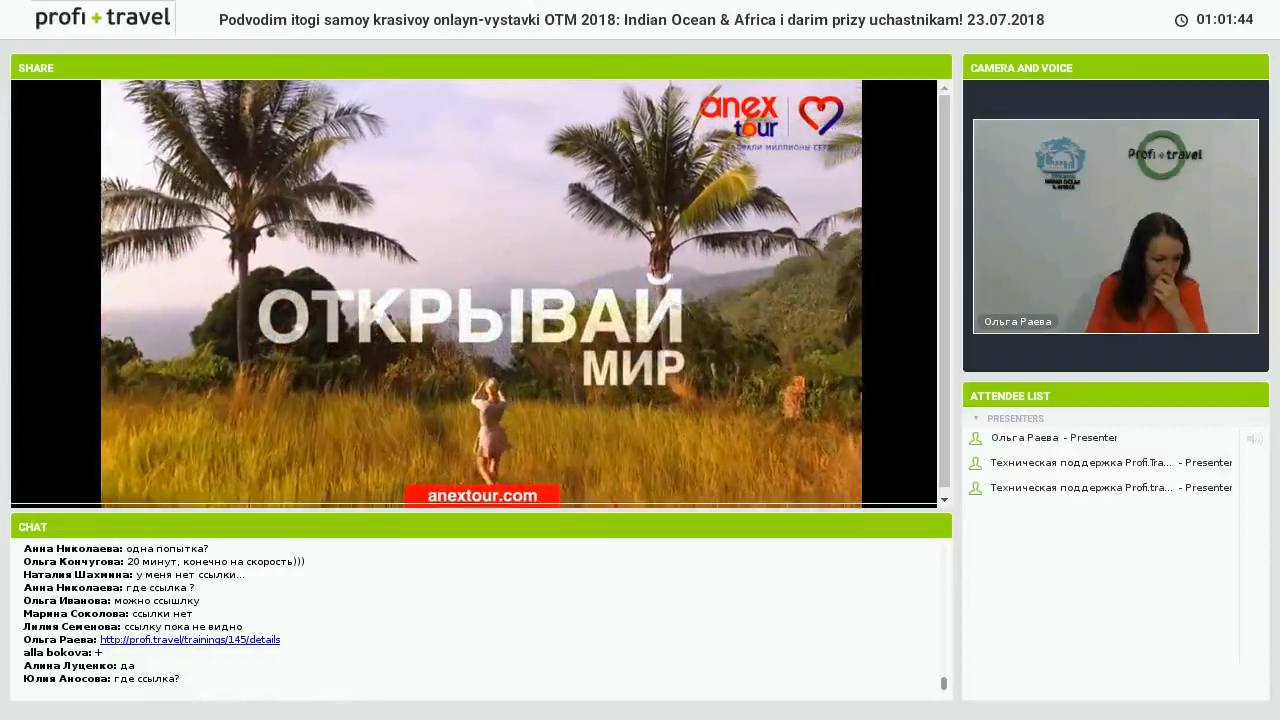 profi + travel
Podvodim itogi samoy krasivoy onlayn-vystavki OTM 2018: Indian Ocean & Africa i darim prizy uchastnikam! 23.07.2018
01:01:44
SHARE
anex
tour
ОТКРЫВАЙ
МИР
anextour.com
CAMERA AND VOICE
INDIAN OCEAN
& AFRICA
Profi + travel
Ольга Раева
ATTENDEE LIST
PRESENTERS
Ольга Раева - Presenter
Техническая поддержка Profi.Tra... - Presenter
Техническая поддержка Profi.tra... - Presenter
CHAT
Анна Николаева: одна попытка?
Ольга Кончугова: 20 минут, конечно на скорость)))
Наталия Шахмина: у меня нет ссылки...
Анна Николаева: где ссылка ?
Ольга Иванова: можно ссышлку
Марина Соколова: ссылки нет
Лилия Семенова: ссылку пока не видно
Ольга Раева: http://profi.travel/trainings/145/details
alla bokova: +
Алина Луценко: да
Юлия Аносова: где ссылка?